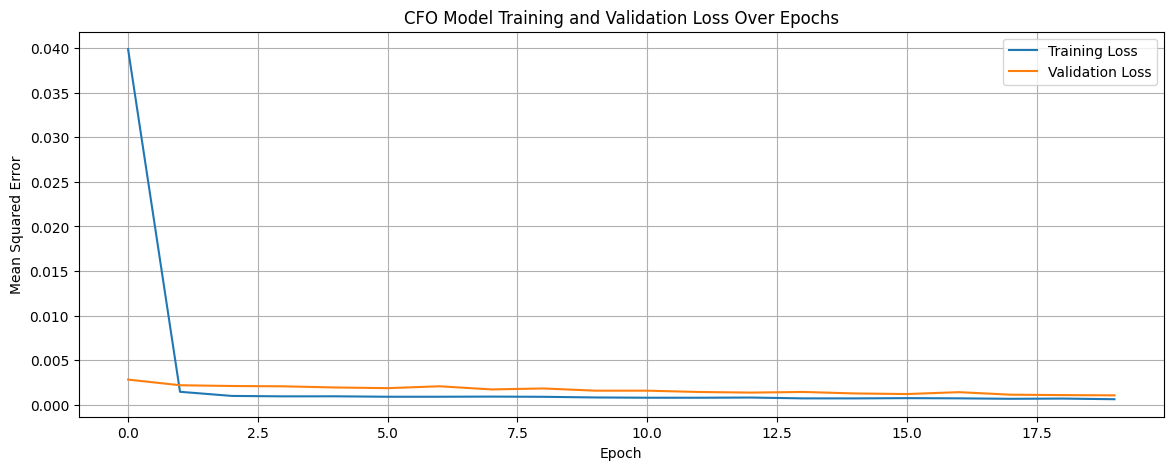 CFO Model Training and Validation Loss Over Epochs
Training Loss
Validation Loss
Mean Squared Error
0.040
0.035
0.030
0.025
0.020
0.015
0.010
0.005
0.000
0.0 2.5 5.0 7.5 10.0 12.5 15.0 17.5
Epoch